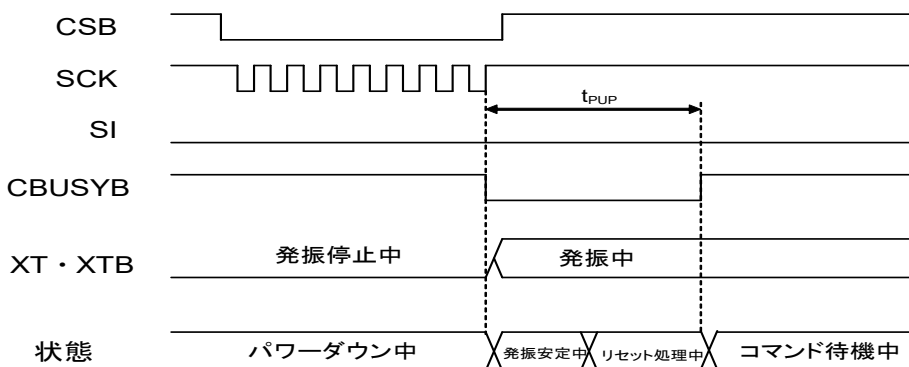 CSB
SCK
tPUP
SI
CBUSYB
XT・XTB 発振停止中 発振中
状態 パワーダウン中 発振安定中 リセット処理中 コマンド待機中